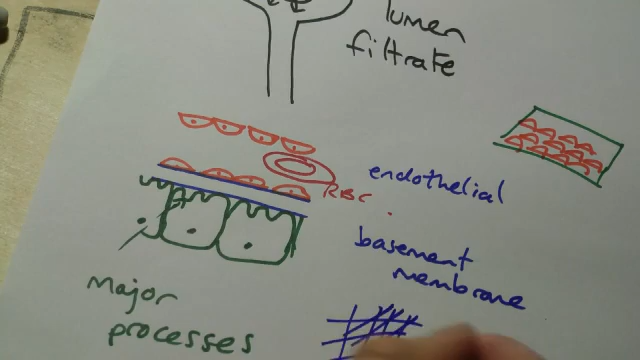 lumen
filtrate
endothelial
RBC
basement
membrane
Major
processes